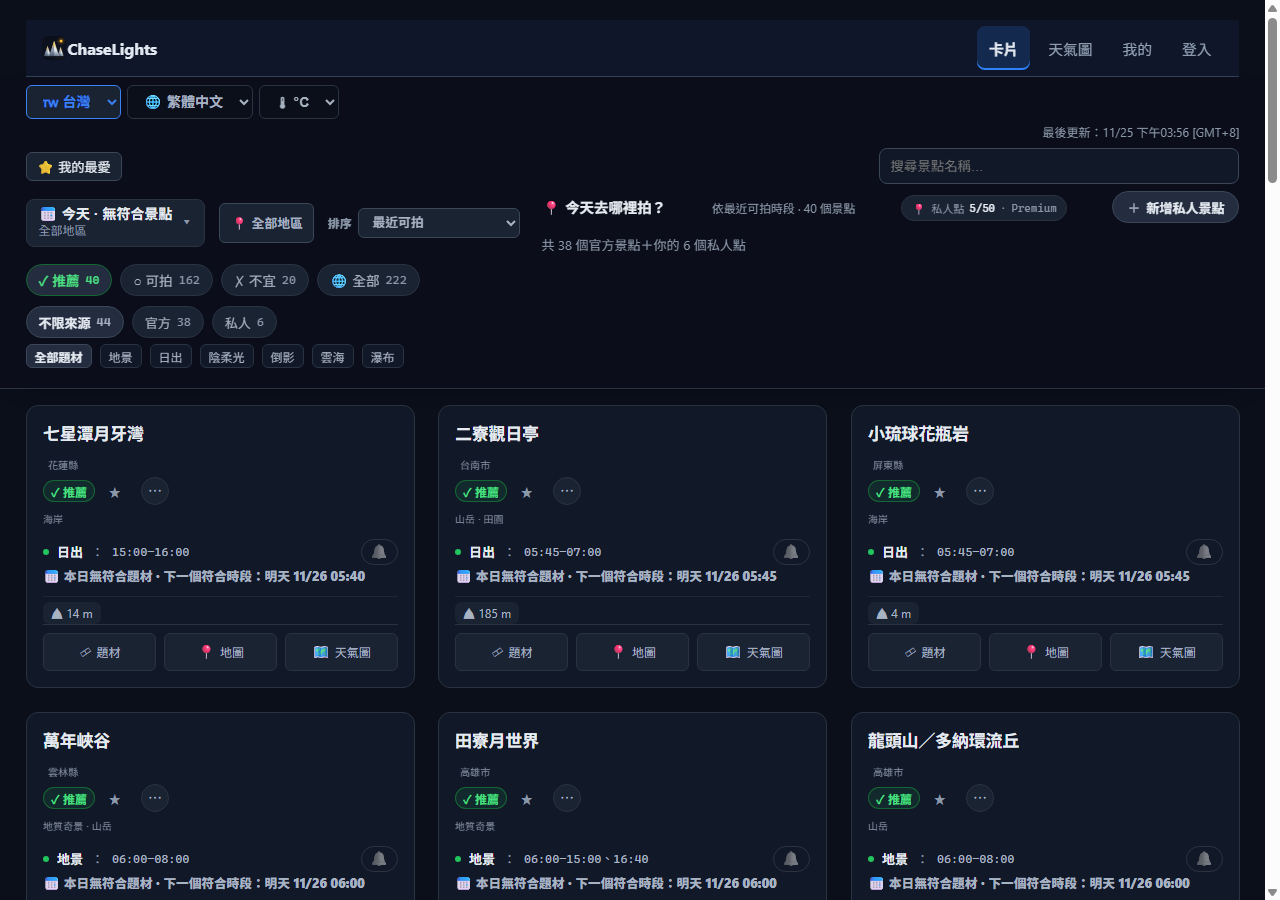 ChaseLights
卡片
天氣圖
我的
登入
TW 台灣
繁體中文
°C
最後更新：11/25 下午03:56 [GMT+8]
我的最愛
搜尋景點名稱...
今天 · 無符合景點
全部地區
全部地區
排序
最近可拍
今天去哪裡拍？
依最近可拍時段 · 40 個景點
私人點 5/50 · Premium
＋ 新增私人景點
共 38 個官方景點＋你的 6 個私人點
✓ 推薦 40
○ 可拍 162
╳ 不宜 20
全部 222
不限來源 44
官方 38
私人 6
全部題材
地景
日出
陰柔光
倒影
雲海
瀑布
七星潭月牙灣
花蓮縣
✓ 推薦
★
⋯
海岸
日出 ： 15:00–16:00
本日無符合題材 · 下一個符合時段：明天 11/26 05:40
14 m
題材
地圖
天氣圖
二寮觀日亭
台南市
✓ 推薦
★
⋯
山岳 · 田園
日出 ： 05:45–07:00
本日無符合題材 · 下一個符合時段：明天 11/26 05:45
185 m
題材
地圖
天氣圖
小琉球花瓶岩
屏東縣
✓ 推薦
★
⋯
海岸
日出 ： 05:45–07:00
本日無符合題材 · 下一個符合時段：明天 11/26 05:45
4 m
題材
地圖
天氣圖
萬年峽谷
雲林縣
✓ 推薦
★
⋯
地質奇景 · 山岳
地景 ： 06:00–08:00
本日無符合題材 · 下一個符合時段：明天 11/26 06:00
田寮月世界
高雄市
✓ 推薦
★
⋯
地質奇景
地景 ： 06:00–15:00、16:40
本日無符合題材 · 下一個符合時段：明天 11/26 06:00
龍頭山／多納環流丘
高雄市
✓ 推薦
★
⋯
山岳
地景 ： 06:00–08:00
本日無符合題材 · 下一個符合時段：明天 11/26 06:00